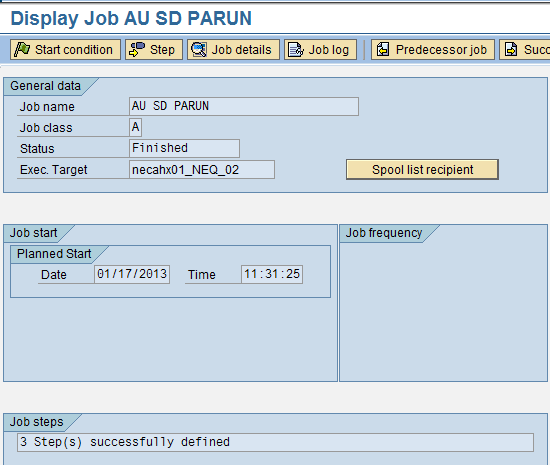 Display Job AU SD PARUN
Start condition Step Job details Job log Predecessor job Succ
General data
Job name AU SD PARUN
Job class A
Status Finished
Exec. Target necahx01_NEQ_02 Spool list recipient
Job start Job frequency
Planned Start
Date 01/17/2013 Time 11:31:25
Job steps
3 Step(s) successfully defined